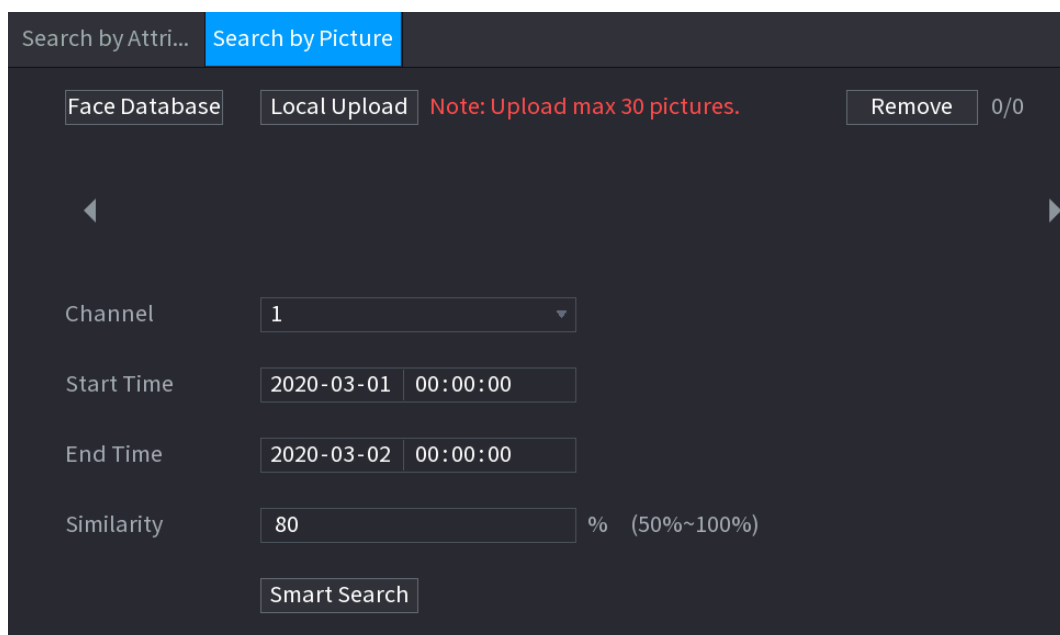 Search by Attri... Search by Picture
Face Database Local Upload Note: Upload max 30 pictures. Remove 0/0
Channel 1
Start Time 2020-03-01 00:00:00
End Time 2020-03-02 00:00:00
Similarity 80 % (50%~100%)
Smart Search